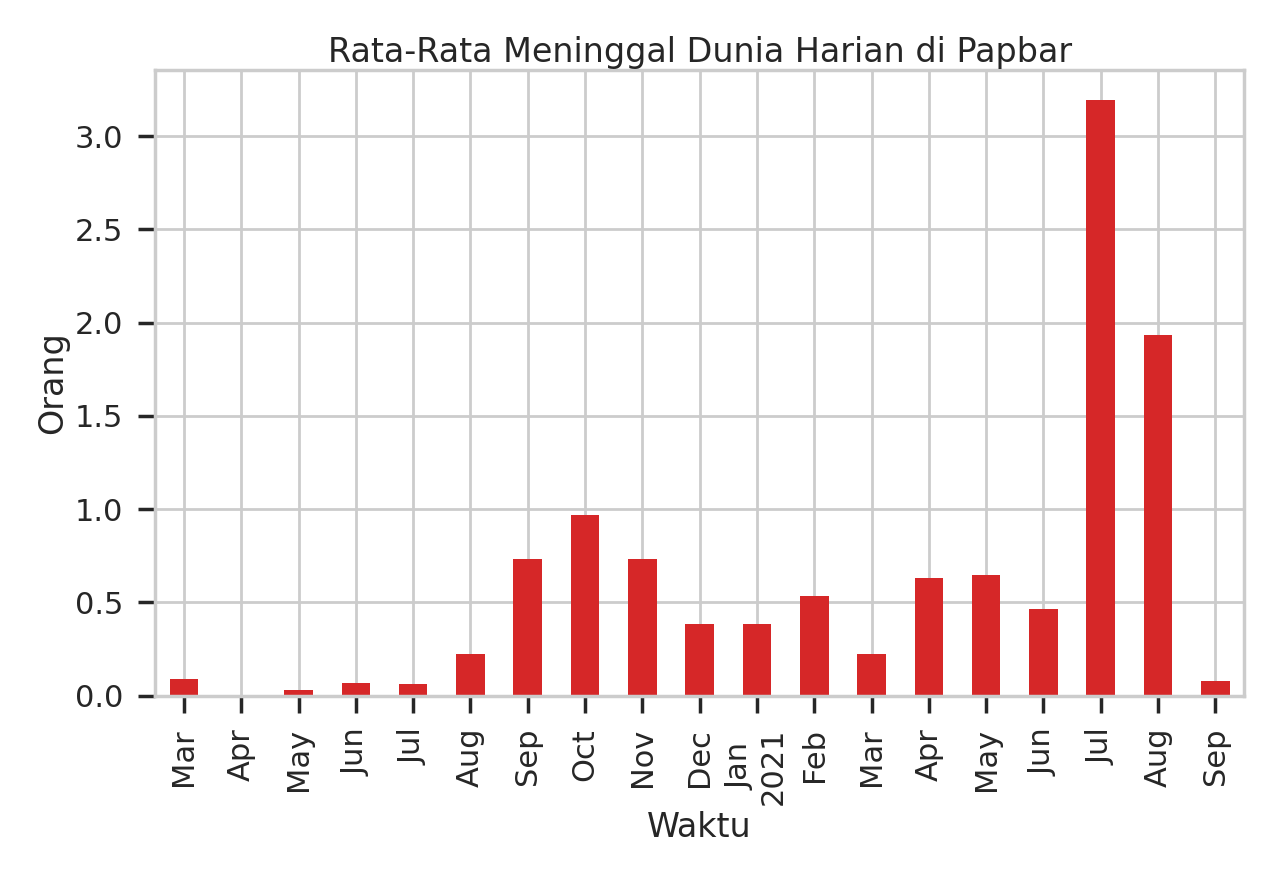 Rata-Rata Meninggal Dunia Harian di Papbar
Orang
3.0
2.5
2.0
1.5
1.0
0.5
0.0
Mar
Apr
May
Jun
Jul
Aug
Sep
Oct
Nov
Dec
Jan
2021
Feb
Mar
Apr
May
Jun
Jul
Aug
Sep
Waktu